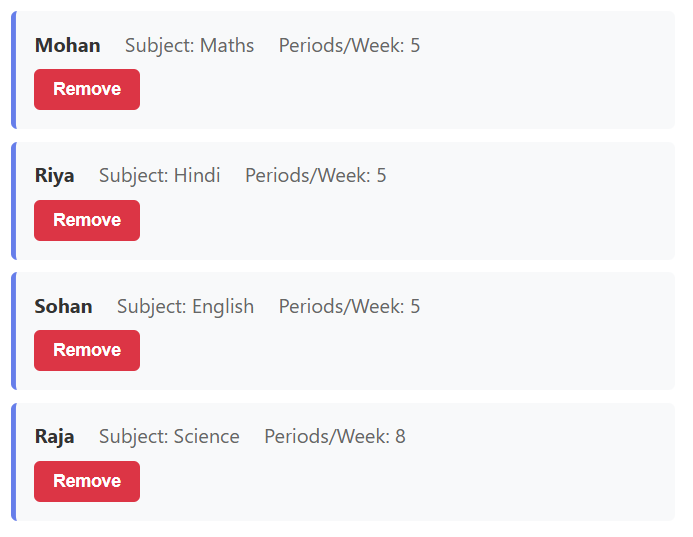 Mohan Subject: Maths Periods/Week: 5
Remove
Riya Subject: Hindi Periods/Week: 5
Remove
Sohan Subject: English Periods/Week: 5
Remove
Raja Subject: Science Periods/Week: 8
Remove